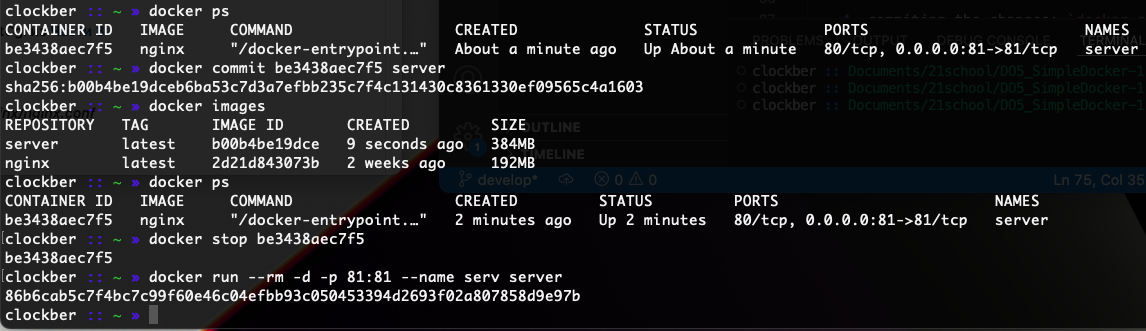 clockber :: ~ » docker ps
CONTAINER ID IMAGE COMMAND CREATED STATUS PORTS NAMES
be3438aec7f5 nginx "/docker-entrypoint.…" About a minute ago Up About a minute 80/tcp, 0.0.0.0:81->81/tcp server
clockber :: ~ » docker commit be3438aec7f5 server
sha256:b00b4be19dceb6ba53c7d3a7efbb235c7f4c131430c8361330ef09565c4a1603
clockber :: ~ » docker images
REPOSITORY TAG IMAGE ID CREATED SIZE
server latest b00b4be19dce 9 seconds ago 384MB
nginx latest 2d21d843073b 2 weeks ago 192MB
clockber :: ~ » docker ps
CONTAINER ID IMAGE COMMAND CREATED STATUS PORTS NAMES
be3438aec7f5 nginx "/docker-entrypoint.…" 2 minutes ago Up 2 minutes 80/tcp, 0.0.0.0:81->81/tcp server
clockber :: ~ » docker stop be3438aec7f5
be3438aec7f5
clockber :: ~ » docker run --rm -d -p 81:81 --name serv server
86b6cab5c7f4bc7c99f60e46c04efbb93c050453394d2693f02a807858d9e97b
clockber :: ~ »
PROBLEMS OUTPUT DEBUG CONSOLE TERMINAL
clockber :: Documents/21school/DO5_SimpleDocker-1
clockber :: Documents/21school/DO5_SimpleDocker-1
clockber :: Documents/21school/DO5_SimpleDocker-1
OUTLINE
1
TIMELINE
develop* 0 0 Ln 75, Col 35